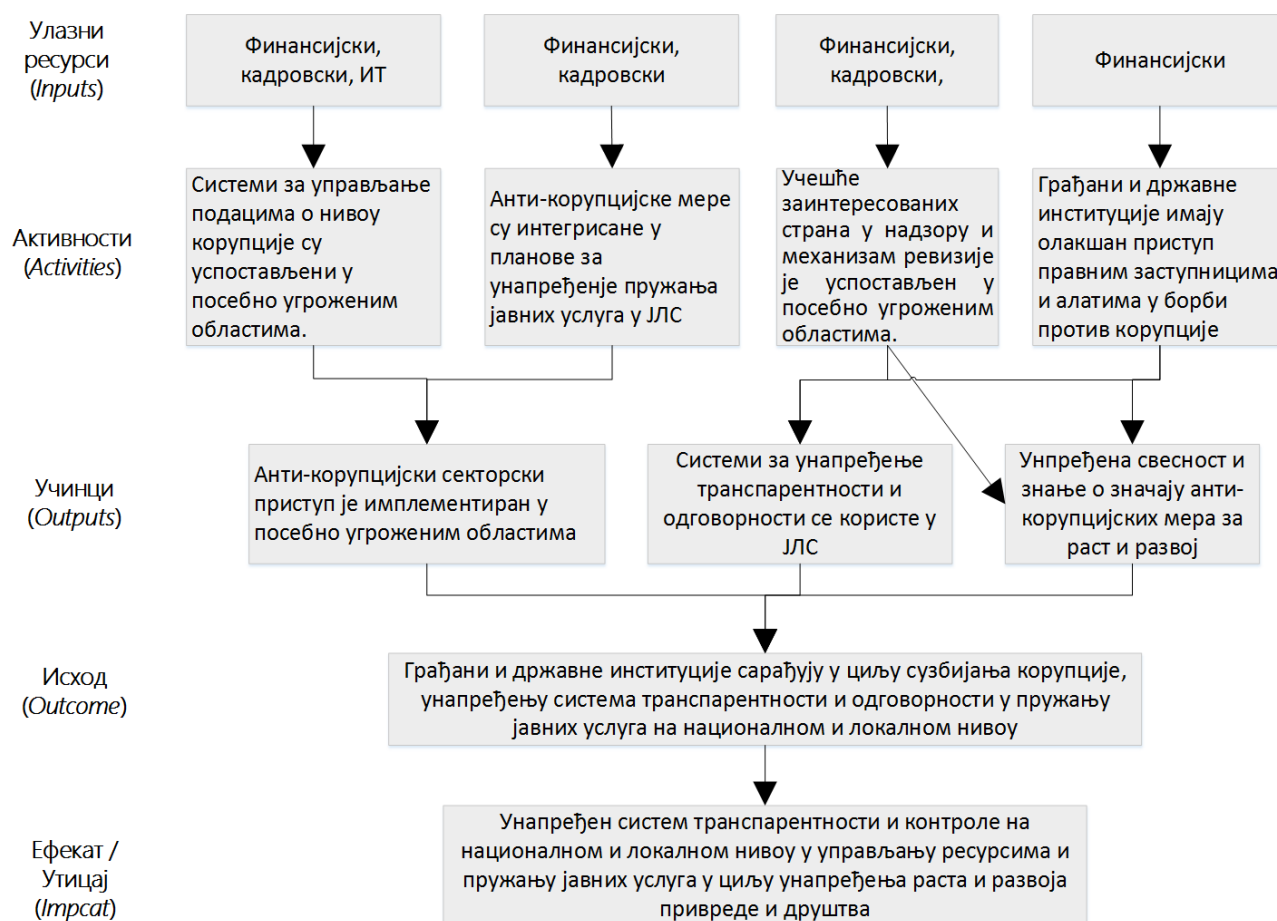 Улазни
ресурси
(Inputs)
Финансијски,
кадровски, ИТ
Финансијски,
кадровски
Финансијски,
кадровски,
Финансијски
Активности
(Activities)
Системи за управљање
подацима о нивоу
корупције су
успостављени у
посебно угроженим
областима.
Анти-корупцијске мере
су интегрисане у
планове за
унапређенје пружања
јавних услуга у ЈЛС
Учешће
заинтересованих
страна у надзору и
механизам ревизије
је успостављен у
посебно угроженим
областима.
Грађани и државне
институције имају
олакшан приступ
правним заступницима
и алатима у борби
против корупције
Учинци
(Outputs)
Анти-корупцијски секторски
приступ је имплементиран у
посебно угроженим областима
Системи за унапређење
транспарентности и
одговорности се користе у
ЈЛС
Унпређена свесност и
знање о значају анти-
корупцијских мера за
раст и развој
Исход
(Outcome)
Грађани и државне институције сарађују у циљу сузбијања корупције,
унапређењу система транспарентности и одговорности у пружању
јавних услуга на националном и локалном нивоу
Ефекат /
Утицај
(Impcat)
Унапређен систем транспарентности и контроле на
националном и локалном нивоу у управљању ресурсима и
пружању јавних услуга у циљу унапређења раста и развоја
привреде и друштва